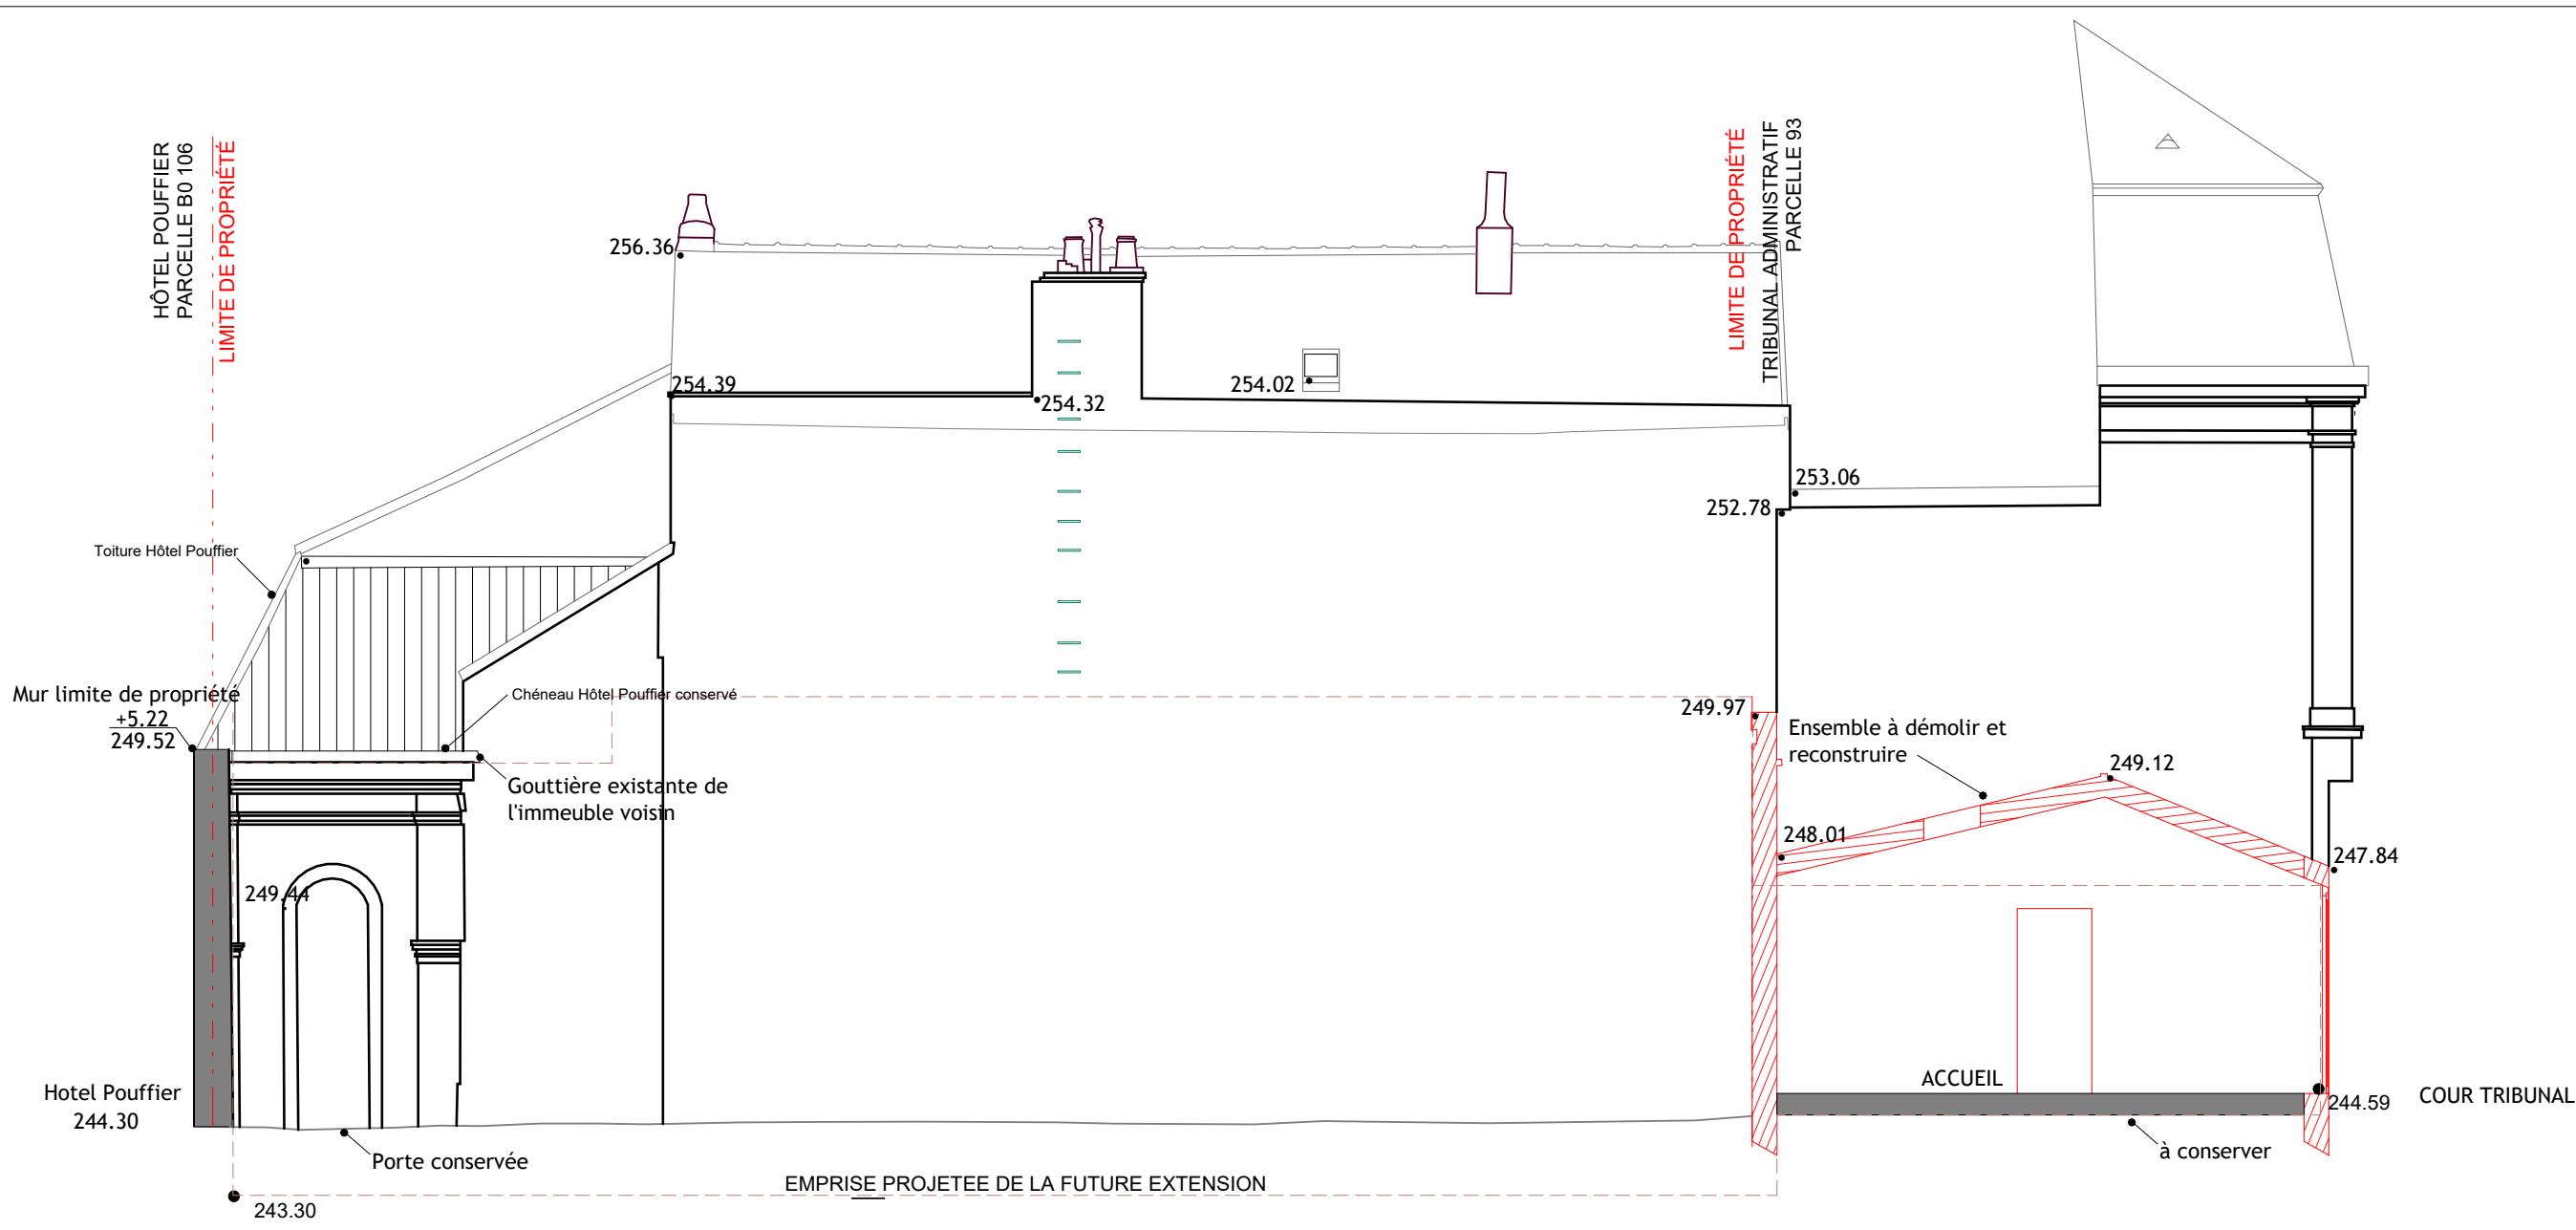 HÔTEL POUFFIER
PARCELLE B0 106
LIMITE DE PROPRIÉTÉ
LIMITE DE PROPRIÉTÉ
TRIBUNAL ADMINISTRATIF
PARCELLE 93
256.36
254.39
254.32
254.02
253.06
252.78
Toiture Hôtel Pouffier
Mur limite de propriété
+5.22
249.52
Chéneau Hôtel Pouffier conservé
249.97
Ensemble à démolir et
reconstruire
249.12
Gouttière existante de
l'immeuble voisin
248.01
247.84
249.44
Hotel Pouffier
244.30
ACCUEIL
244.59
COUR TRIBUNAL
Porte conservée
à conserver
EMPRISE PROJETEE DE LA FUTURE EXTENSION
243.30